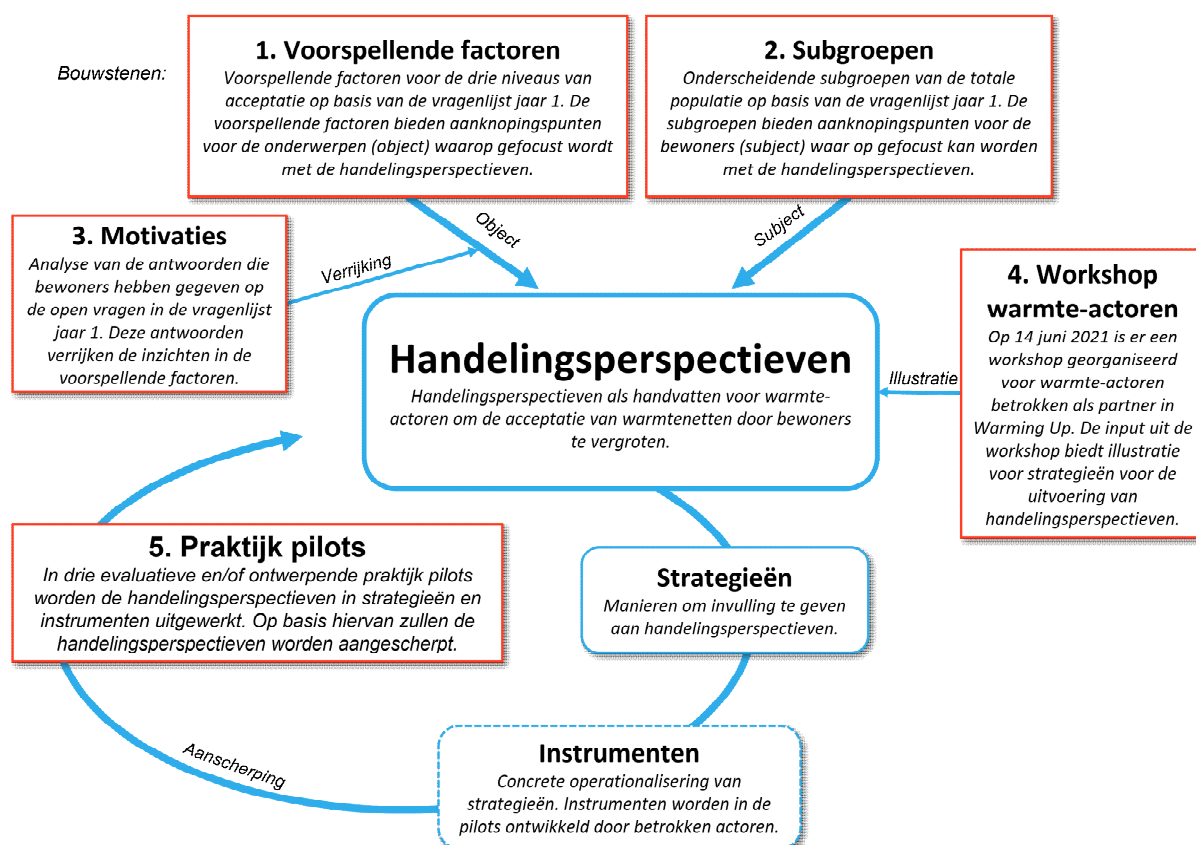 Bouwstenen:
1. Voorspellende factoren
Voorspellende factoren voor de drie niveaus van
acceptatie op basis van de vragenlijst jaar 1. De
voorspellende factoren bieden aanknopingspunten
voor de onderwerpen (object) waarop gefocust wordt
met de handelingsperspectieven.
2. Subgroepen
Onderscheidende subgroepen van de totale
populatie op basis van de vragenlijst jaar 1. De
subgroepen bieden aanknopingspunten voor de
bewoners (subject) waar op gefocust kan worden
met de handelingsperspectieven.
Object
Subject
3. Motivaties
Analyse van de antwoorden die
bewoners hebben gegeven op
de open vragen in de vragenlijst
jaar 1. Deze antwoorden
verrijken de inzichten in de
voorspellende factoren.
Verrijking
4. Workshop
warmte-actoren
Op 14 juni 2021 is er een
workshop georganiseerd
voor warmte-actoren
betrokken als partner in
Warming Up. De input uit de
workshop biedt illustratie
voor strategieën voor de
uitvoering van
handelingsperspectieven.
Illustratie
Handelingsperspectieven
Handelingsperspectieven als handvatten voor warmte-
actoren om de acceptatie van warmtenetten door bewoners
te vergroten.
5. Praktijk pilots
In drie evaluatieve en/of ontwerpende praktijk pilots
worden de handelingsperspectieven in strategieën en
instrumenten uitgewerkt. Op basis hiervan zullen de
handelingsperspectieven worden aangescherpt.
Strategieën
Manieren om invulling te geven
aan handelingsperspectieven.
Aanscherping
Instrumenten
Concrete operationalisering van
strategieën. Instrumenten worden in de
pilots ontwikkeld door betrokken actoren.